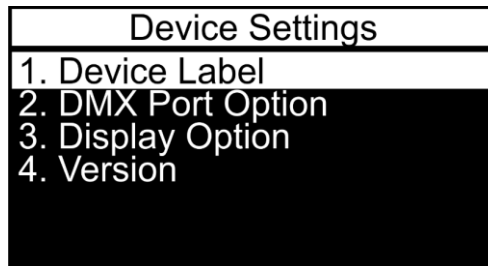 Device Settings
1. Device Label
2. DMX Port Option
3. Display Option
4. Version